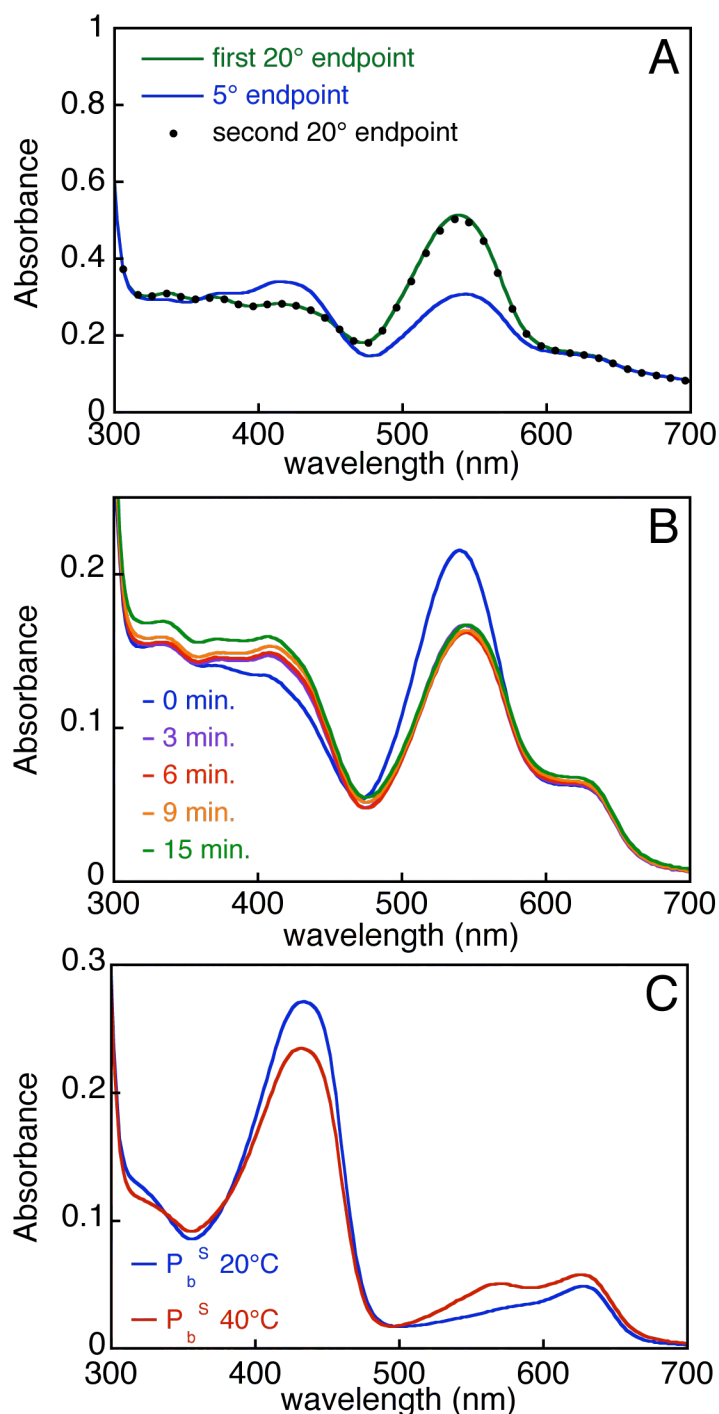 A
first 20° endpoint
5° endpoint
second 20° endpoint
Absorbance
1
0.8
0.6
0.4
0.2
0
300 400 500 600 700
wavelength (nm)
B
Absorbance
0.2
0.1
0
0 min.
3 min.
6 min.
9 min.
15 min.
300 400 500 600 700
wavelength (nm)
C
Absorbance
0.3
0.2
0.1
0
P_b^S 20°C
P_b^S 40°C
300 400 500 600 700
wavelength (nm)